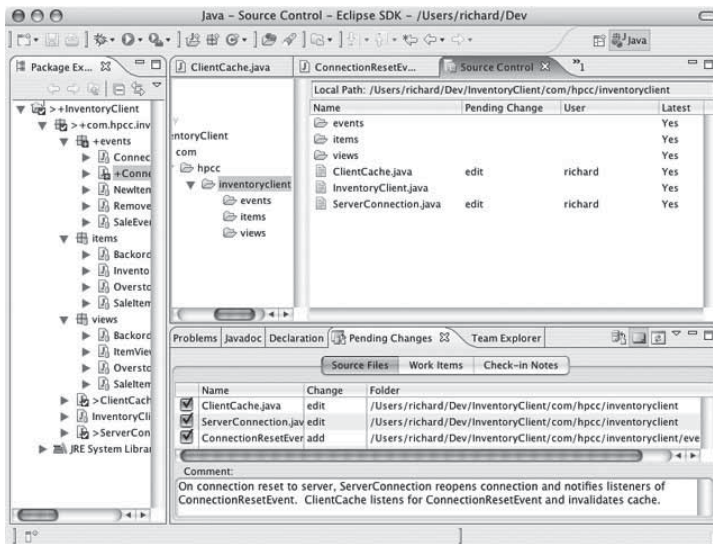 Java - Source Control - Eclipse SDK - /Users/richard/Dev
Java
Package Ex...
>+InventoryClient
>+com.hpcc.inv
+events
Connec
+Conne
NewIten
Remove
SaleEve
items
Backord
Invento
Oversto
SaleItem
views
Backord
ItemVie
Oversto
SaleIten
>ClientCach
InventoryCli
>ServerCon
JRE System Librar
ClientCache.java
ConnectionResetEv...
Source Control
»1
entoryClient
com
hpcc
inventoryclient
events
items
views
Local Path: /Users/richard/Dev/InventoryClient/com/hpcc/inventoryclient
Name Pending Change User Latest
events Yes
items Yes
views Yes
ClientCache.java edit richard Yes
InventoryClient.java Yes
ServerConnection.java edit richard Yes
Problems Javadoc Declaration Pending Changes Team Explorer
Source Files Work Items Check-in Notes
Name Change Folder
ClientCache.java edit /Users/richard/Dev/InventoryClient/com/hpcc/inventoryclient
ServerConnection.jav edit /Users/richard/Dev/InventoryClient/com/hpcc/inventoryclient
ConnectionResetEver add /Users/richard/Dev/InventoryClient/com/hpcc/inventoryclient/eve
Comment:
On connection reset to server, ServerConnection reopens connection and notifies listeners of
ConnectionResetEvent. ClientCache listens for ConnectionResetEvent and invalidates cache.